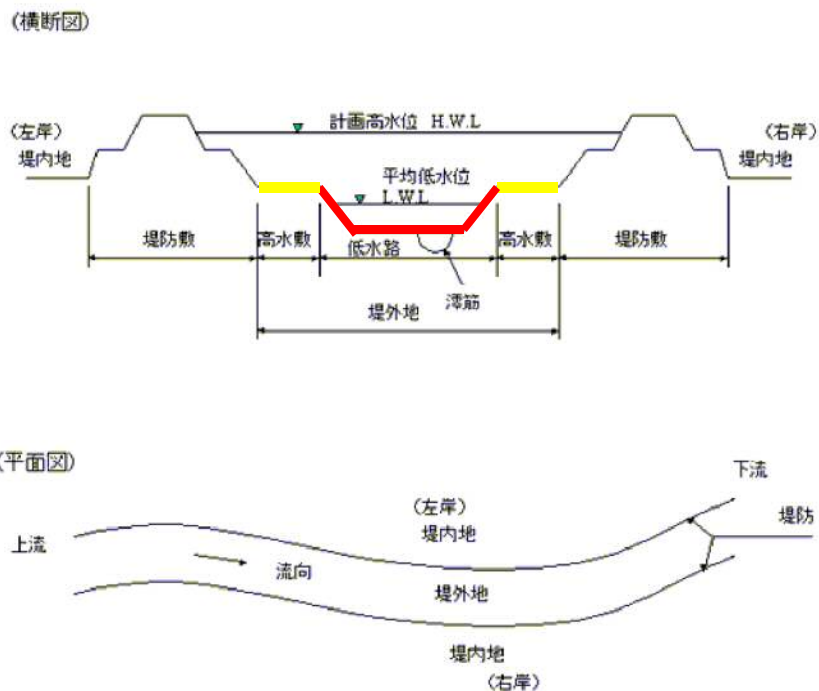 (横断図)
計画高水位 H.W.L
(左岸)
堤内地
(右岸)
堤内地
平均低水位
L.W.L
堤防敷
高水敷
低水路
高水敷
堤防敷
澪筋
堤外地
(平面図)
下流
(左岸)
堤内地
堤防
上流
流向
堤外地
堤内地
(右岸)